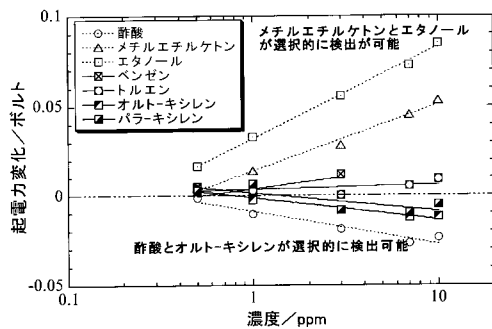 酢酸
メチルエチルケトン
エタノール
ベンゼン
トルエン
オルト-キシレン
パラ-キシレン
メチルエチルケトンとエタノール
が選択的に検出が可能
酢酸とオルト-キシレンが選択的に検出可能
起電力変化/ボルト
0.1
0.05
0
-0.05
0.1
1
10
濃度/ppm